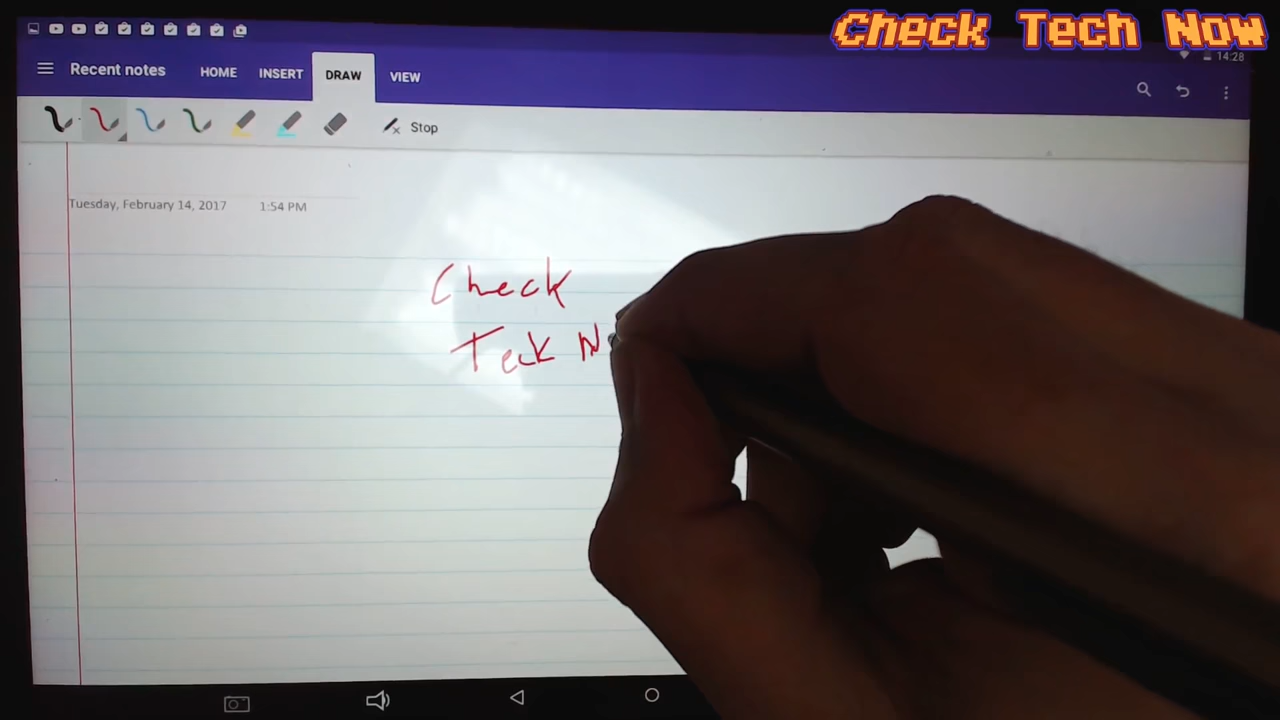 Check Tech Now
14:28
Recent notes HOME INSERT DRAW VIEW
Stop
Tuesday, February 14, 2017 1:54 PM
Check
Teck N